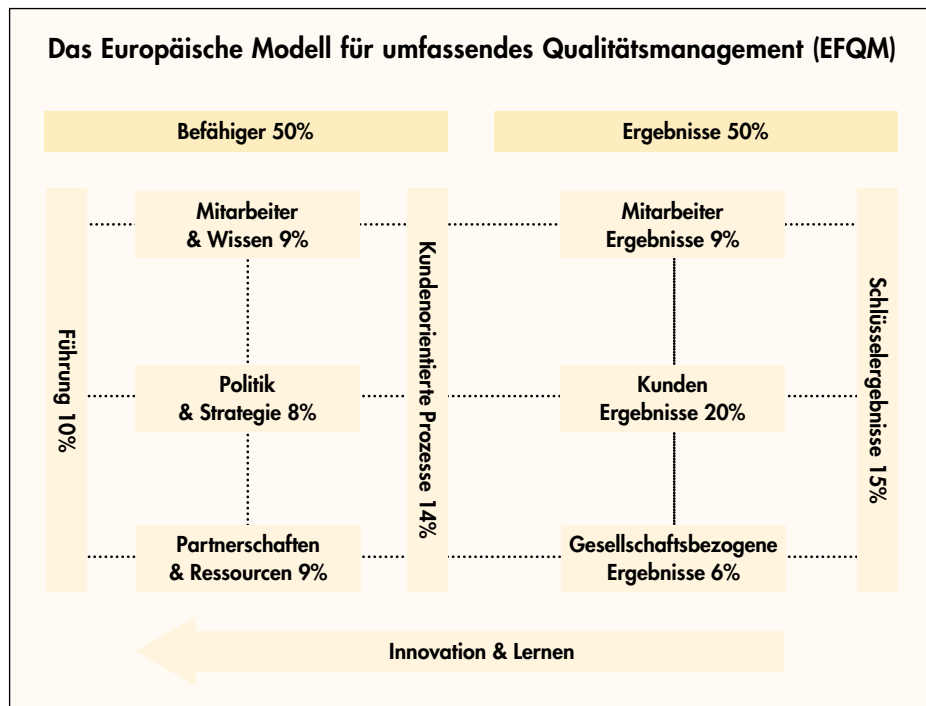 Das Europäische Modell für umfassendes Qualitätsmanagement (EFQM)
Befähiger 50%
Ergebnisse 50%
Führung 10%
Mitarbeiter
& Wissen 9%
Politik
& Strategie 8%
Partnerschaften
& Ressourcen 9%
Kundenorientierte Prozesse 14%
Mitarbeiter
Ergebnisse 9%
Kunden
Ergebnisse 20%
Gesellschaftsbezogene
Ergebnisse 6%
Schlüsselergebnisse 15%
Innovation & Lernen